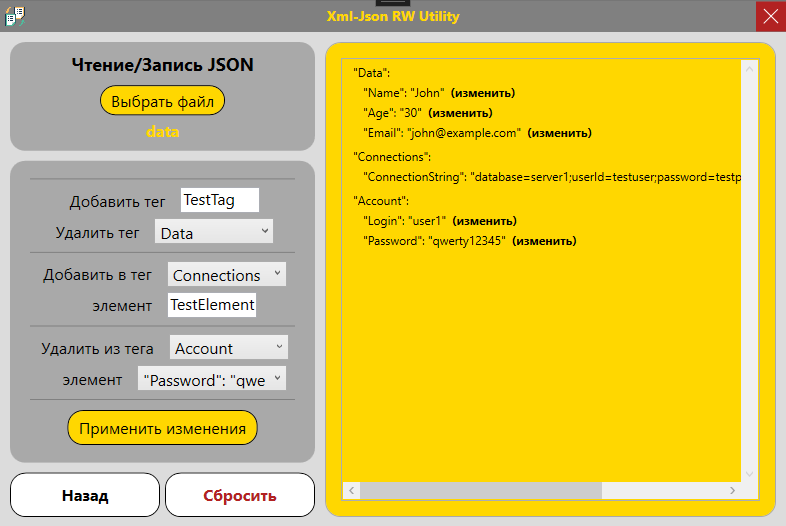 Xml-Json RW Utility
Чтение/Запись JSON
Выбрать файл
data
Добавить тег TestTag
Удалить тег Data
Добавить в тег Connections
элемент TestElement
Удалить из тега Account
элемент "Password": "qwe
Применить изменения
Назад Сбросить
"Data":
"Name": "John" (изменить)
"Age": "30" (изменить)
"Email": "john@example.com" (изменить)
"Connections":
"ConnectionString": "database=server1;userId=testuser;password=testp
"Account":
"Login": "user1" (изменить)
"Password": "qwerty12345" (изменить)